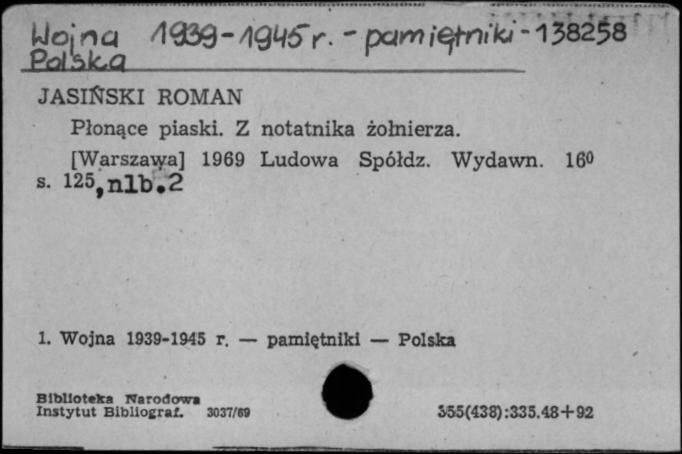 Wojna 1939-1945 r. - pamiętniki - 138258
Polska
JASIŃSKI ROMAN
Płonące piaski. Z notatnika żołnierza.
[Warszawa] 1969 Ludowa Spółdz. Wydawn. 16⁰
s. 125, nlb. 2
1. Wojna 1939-1945 r. — pamiętniki — Polska
Biblioteka Narodowa
Instytut Bibliograf. 3037/69 355(438):335.48+92